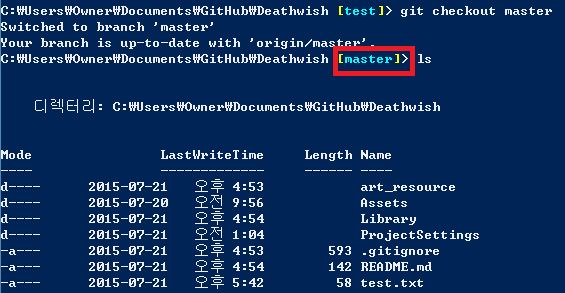 C:₩Users₩Owner₩Documents₩GitHub₩Deathwish [test]> git checkout master
Switched to branch 'master'
Your branch is up-to-date with 'origin/master'.
C:₩Users₩Owner₩Documents₩GitHub₩Deathwish [master]> ls
디렉터리: C:₩Users₩Owner₩Documents₩GitHub₩Deathwish
Mode LastWriteTime Length Name
---- ------------- ------ ----
d---- 2015-07-21 오후 4:53 art_resource
d---- 2015-07-20 오전 9:56 Assets
d---- 2015-07-21 오후 4:54 Library
d---- 2015-07-21 오전 1:04 ProjectSettings
-a--- 2015-07-21 오후 4:53 593 .gitignore
-a--- 2015-07-21 오후 4:54 142 README.md
-a--- 2015-07-21 오후 5:42 58 test.txt